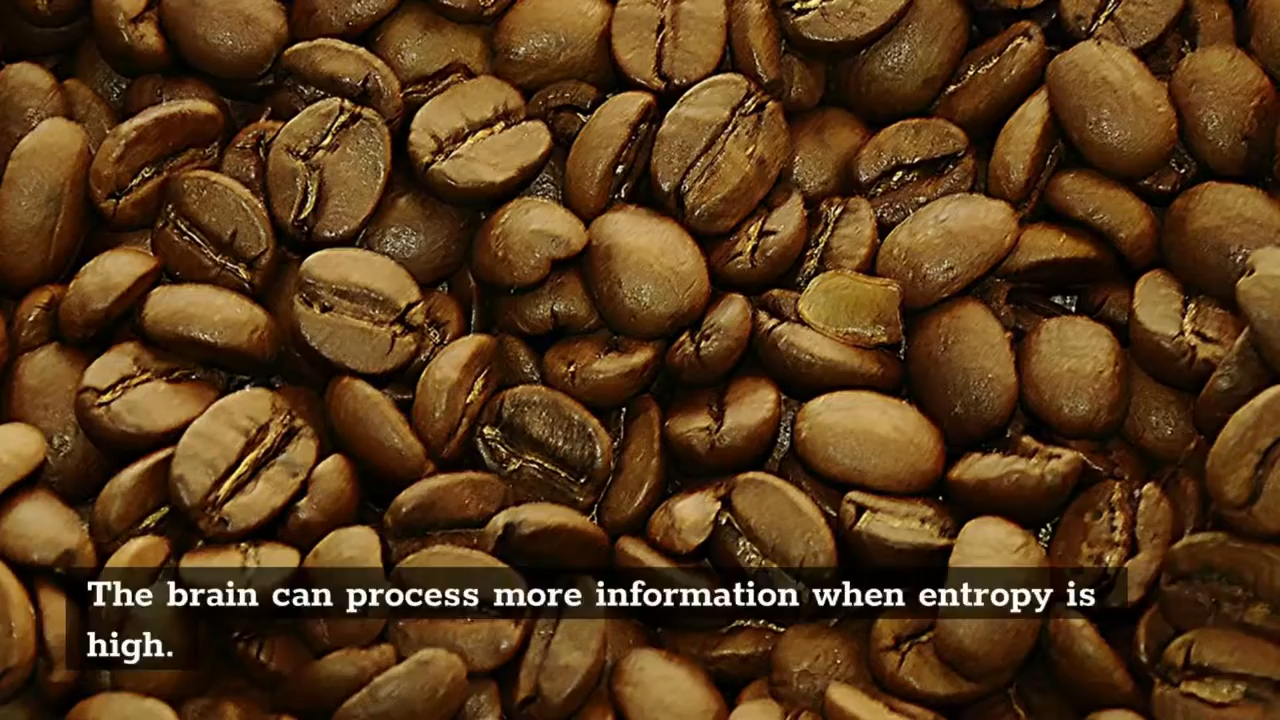 The brain can process more information when entropy is
high.